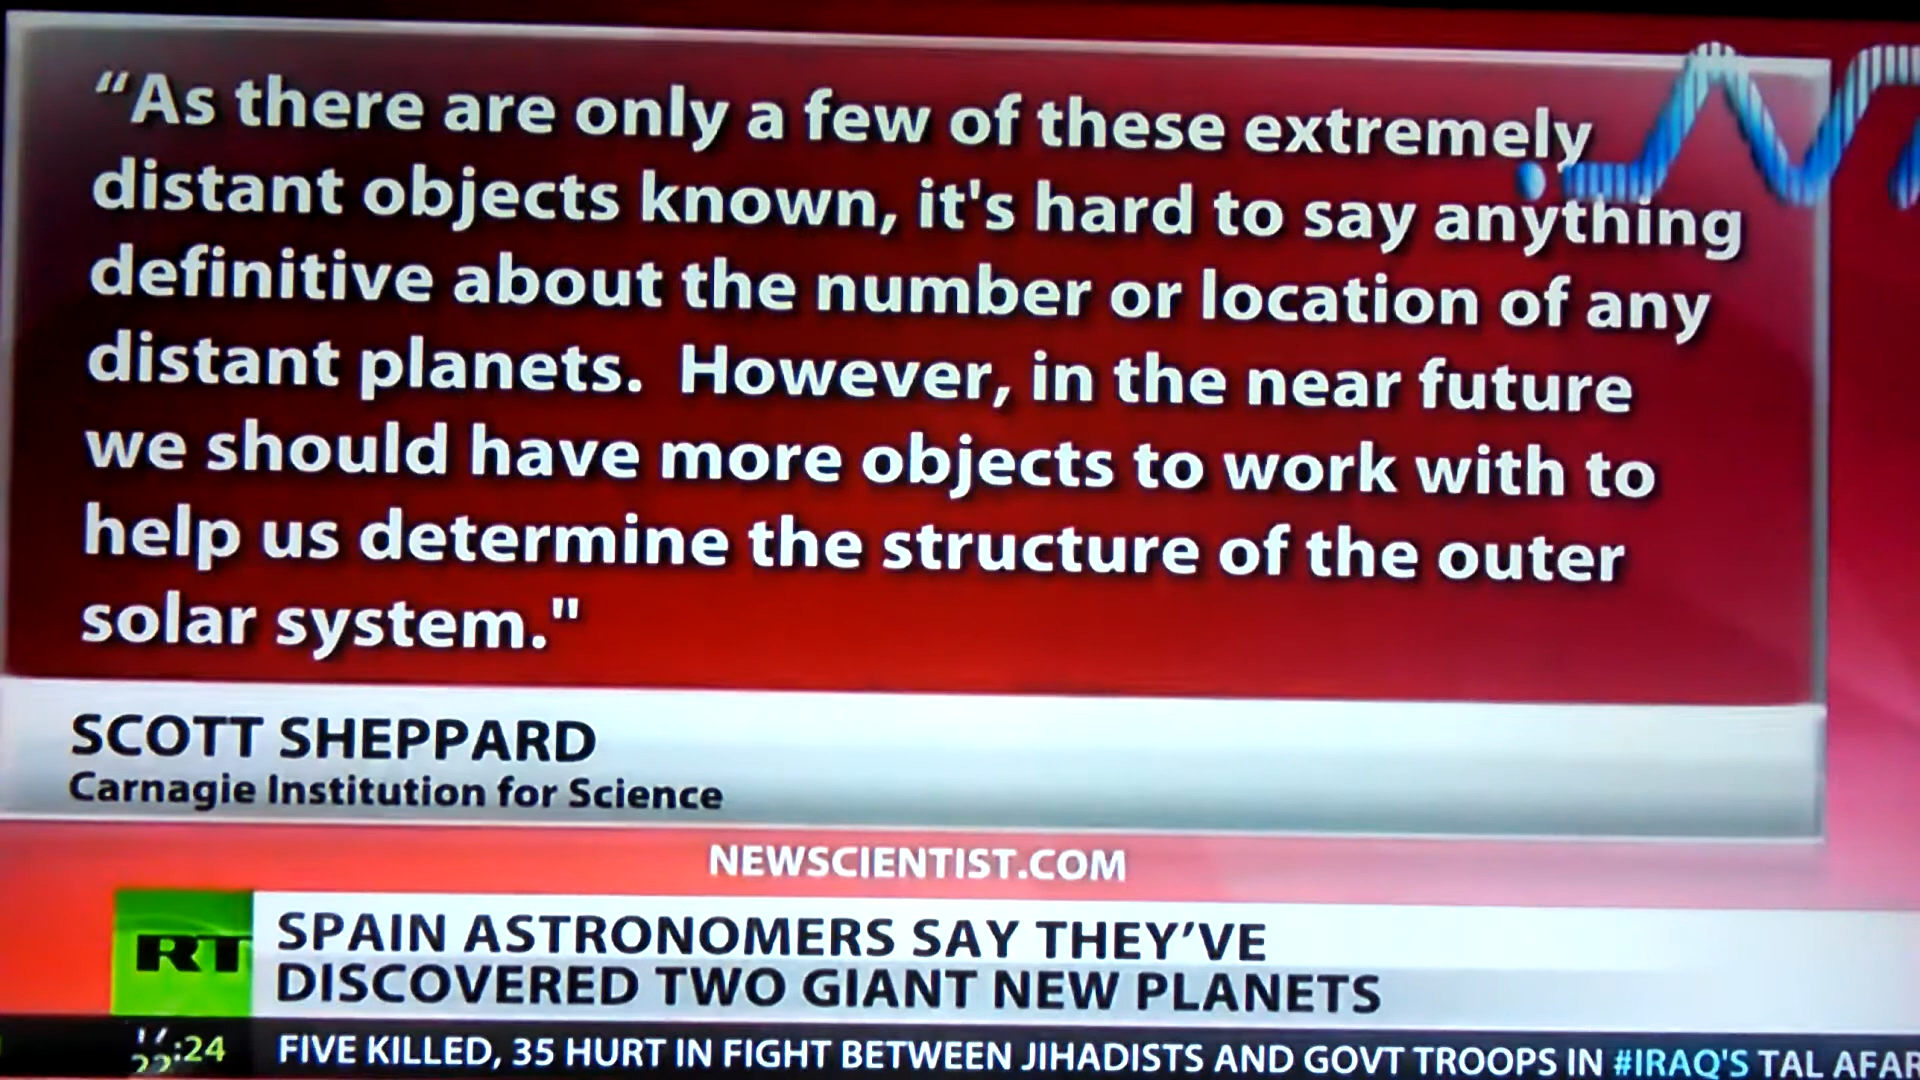 “As there are only a few of these extremely
distant objects known, it's hard to say anything
definitive about the number or location of any
distant planets.  However, in the near future
we should have more objects to work with to
help us determine the structure of the outer
solar system."
SCOTT SHEPPARD
Carnagie Institution for Science
NEWSCIENTIST.COM
RT
SPAIN ASTRONOMERS SAY THEY’VE
DISCOVERED TWO GIANT NEW PLANETS
:24
FIVE KILLED, 35 HURT IN FIGHT BETWEEN JIHADISTS AND GOVT TROOPS IN #IRAQ'S TAL AFAR